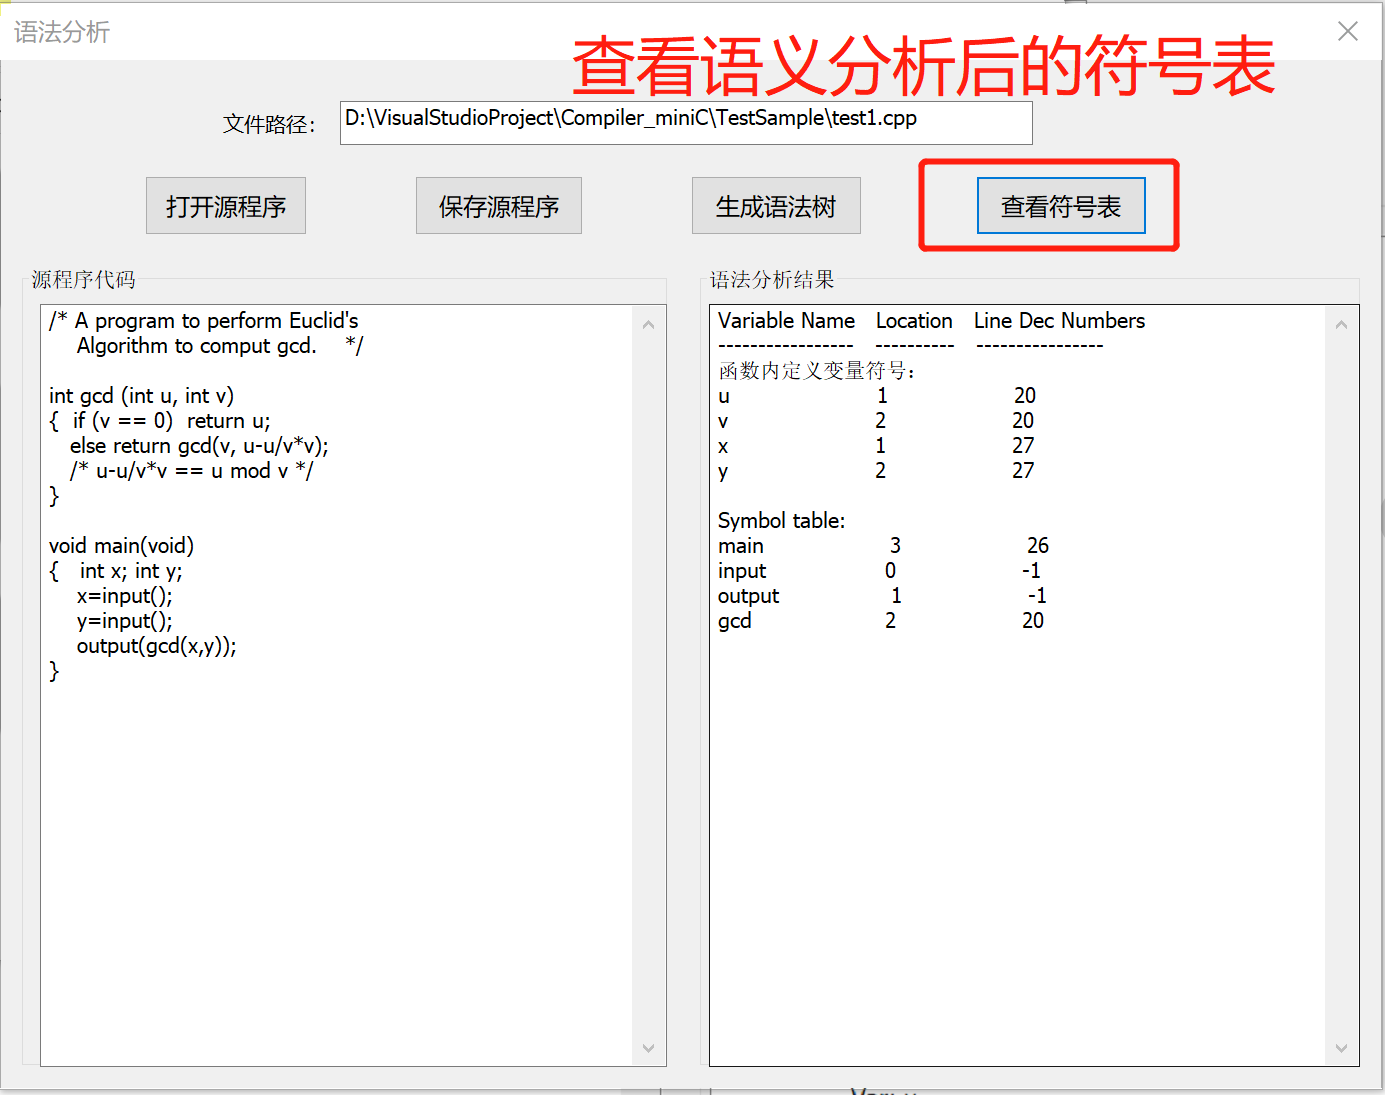 语法分析
查看语义分析后的符号表
文件路径：
D:\VisualStudioProject\Compiler_miniC\TestSample\test1.cpp
打开源程序
保存源程序
生成语法树
查看符号表
源程序代码
/* A program to perform Euclid's
Algorithm to comput gcd. */
int gcd (int u, int v)
{ if (v == 0) return u;
else return gcd(v, u-u/v*v);
/* u-u/v*v == u mod v */
}
void main(void)
{ int x; int y;
x=input();
y=input();
output(gcd(x,y));
}
语法分析结果
Variable Name Location Line Dec Numbers
----------------- ---------- ----------------
函数内定义变量符号：
u 1 20
v 2 20
x 1 27
y 2 27
Symbol table:
main 3 26
input 0 -1
output 1 -1
gcd 2 20